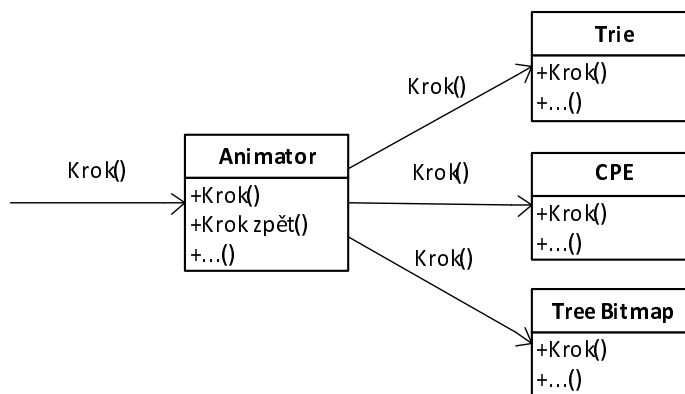 Trie
+Krok()
+...()
Krok()
Krok()
Animator
+Krok()
+Krok zpět()
+...()
Krok()
CPE
+Krok()
+...()
Krok()
Tree Bitmap
+Krok()
+...()